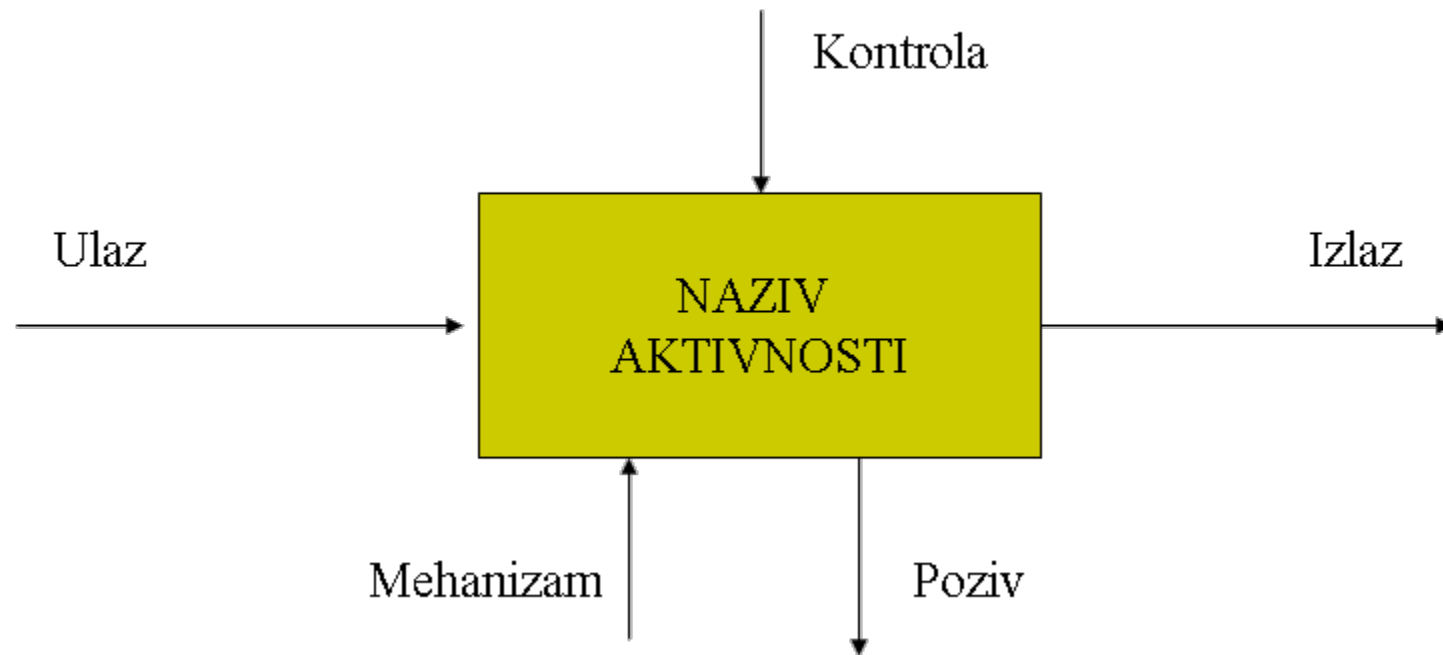 Kontrola
Ulaz
Izlaz
NAZIV
AKTIVNOSTI
Mehanizam
Poziv